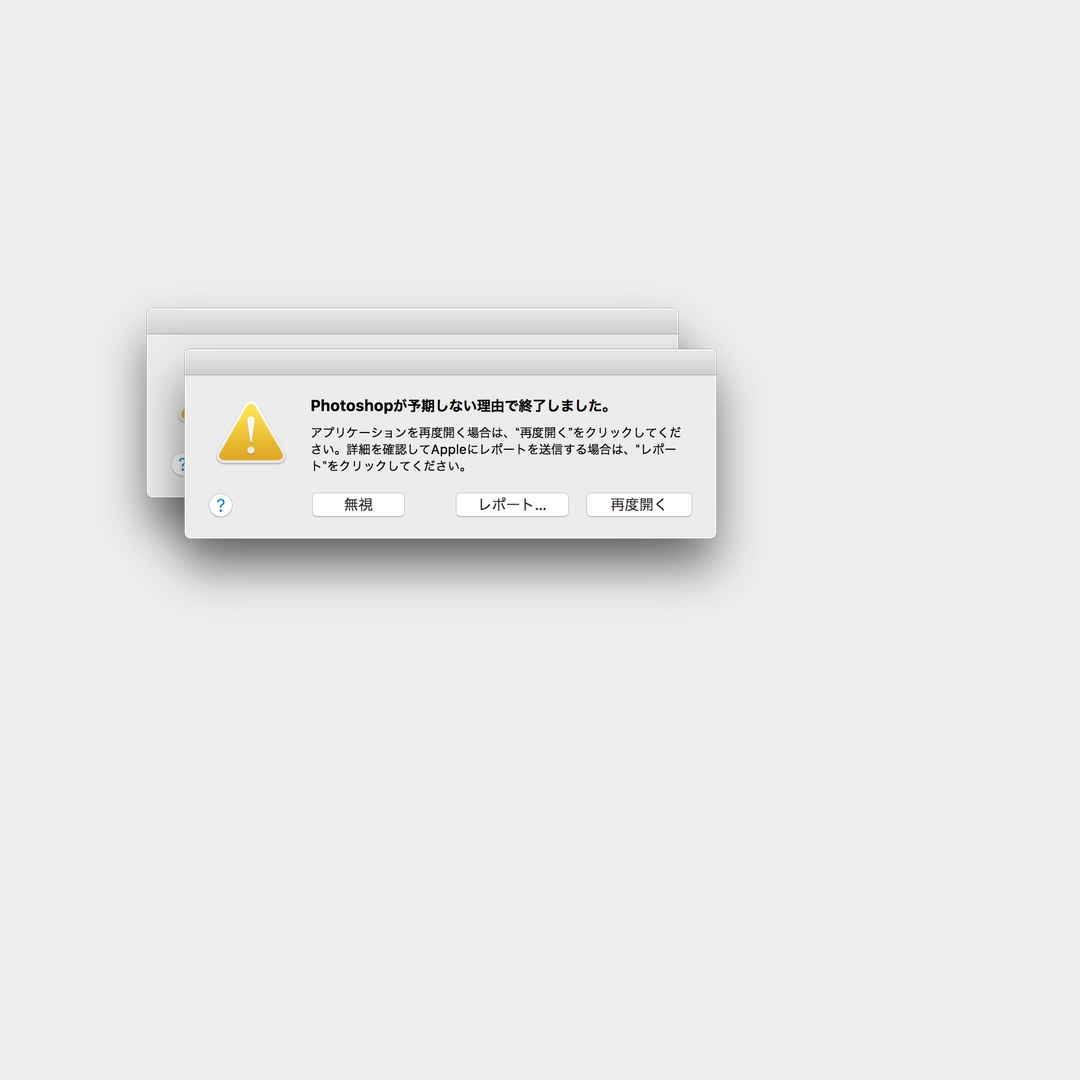 Photoshopが予期しない理由で終了しました。
アプリケーションを再度開く場合は、“再度開く”をクリックしてくだ
さい。詳細を確認してAppleにレポートを送信する場合は、“レポー
ト”をクリックしてください。
? ? 無視 レポート... 再度開く